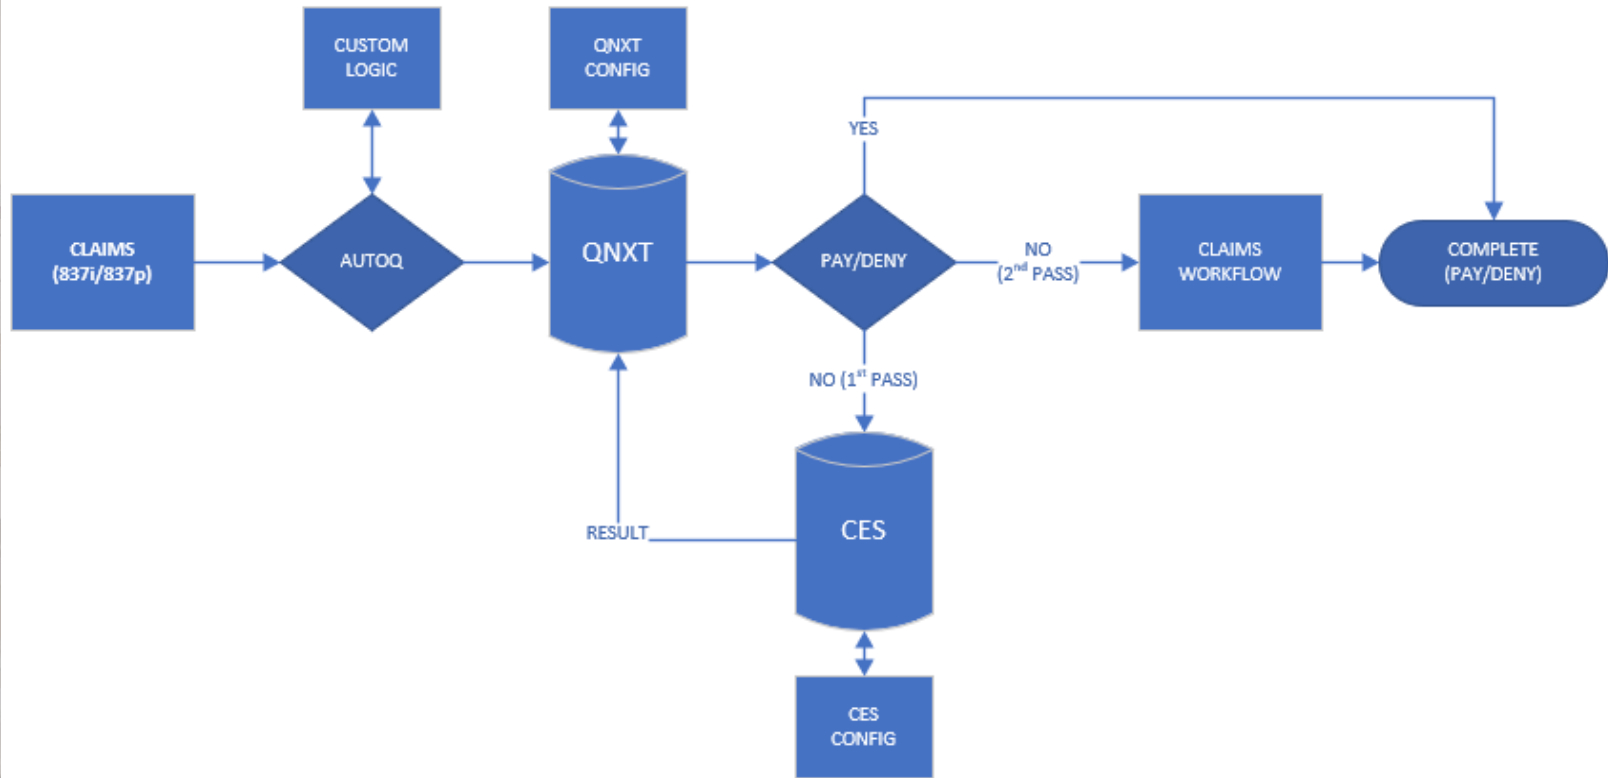 CUSTOM
LOGIC
QNXT
CONFIG
YES
CLAIMS
(837i/837p)
AUTOQ
QNXT
PAY/DENY
NO
(2nd PASS)
CLAIMS
WORKFLOW
COMPLETE
(PAY/DENY)
NO (1st PASS)
RESULT
CES
CES
CONFIG